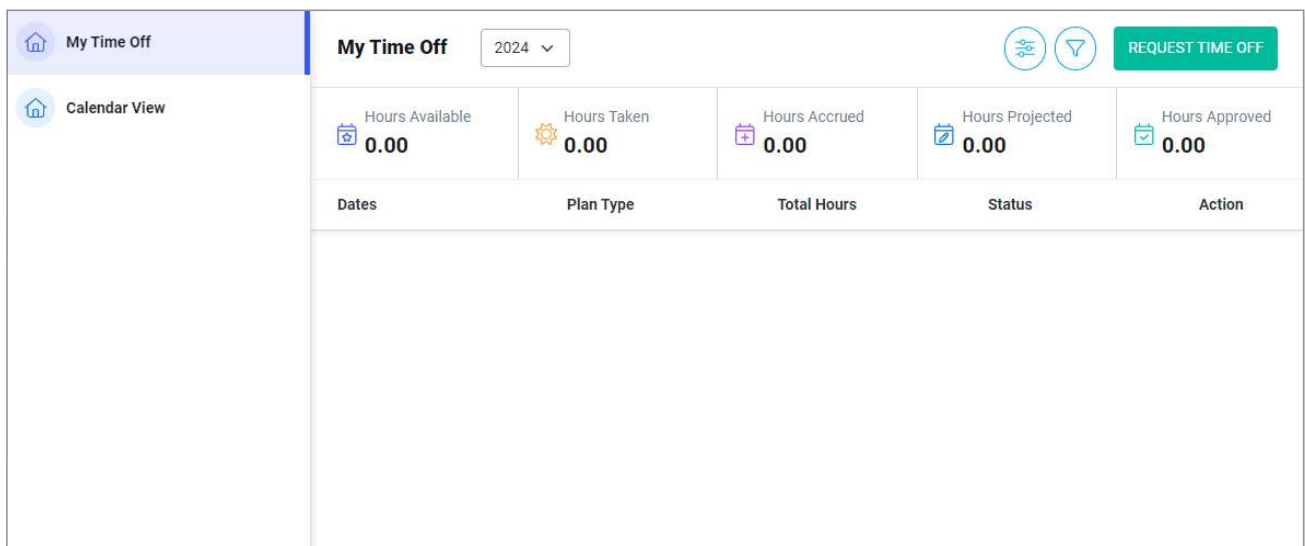 My Time Off
Calendar View
My Time Off 2024 REQUEST TIME OFF
Hours Available Hours Taken Hours Accrued Hours Projected Hours Approved
0.00 0.00 0.00 0.00 0.00
Dates Plan Type Total Hours Status Action